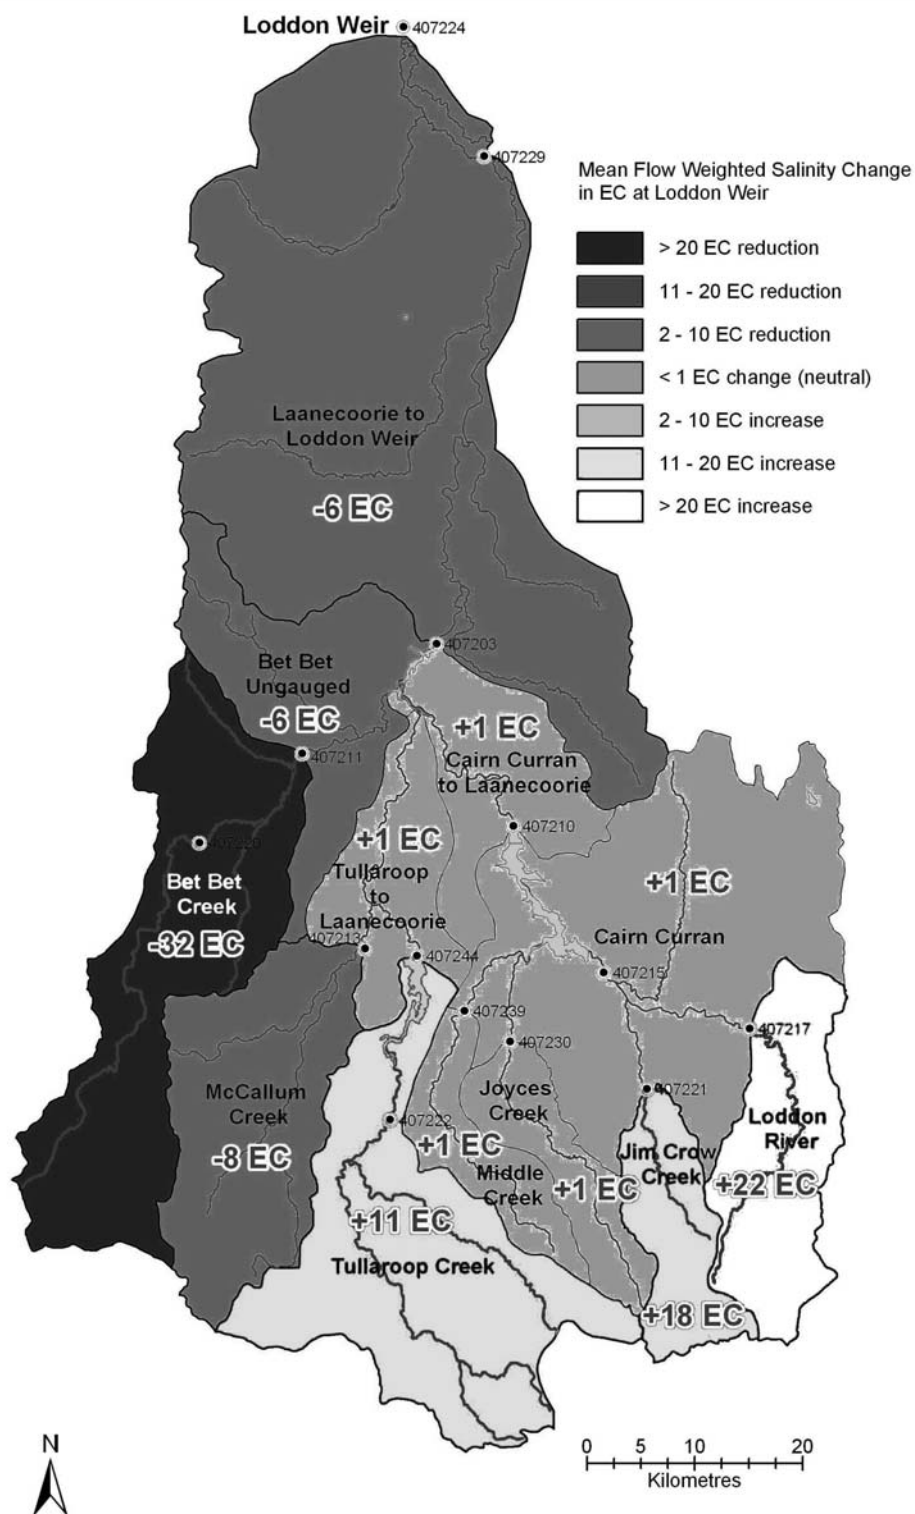 Loddon Weir
407224
407229
Mean Flow Weighted Salinity Change
in EC at Loddon Weir
> 20 EC reduction
11 - 20 EC reduction
2 - 10 EC reduction
< 1 EC change (neutral)
2 - 10 EC increase
11 - 20 EC increase
> 20 EC increase
Laanecoorie to
Loddon Weir
-6 EC
407203
Bet Bet
Ungauged
-6 EC
407211
+1 EC
Cairn Curran
to Laanecoorie
407210
407220
Bet Bet
Creek
-32 EC
+1 EC
Tullaroop
to
Laanecoorie
+1 EC
Cairn Curran
407213
407244
407215
407239
407230
407217
407221
McCallum
Creek
-8 EC
407222
Joyces
Creek
+1 EC
Middle
Creek
+1 EC
Jim Crow
Creek
Loddon
River
+22 EC
+11 EC
Tullaroop Creek
+18 EC
N
0 5 10 20
Kilometres